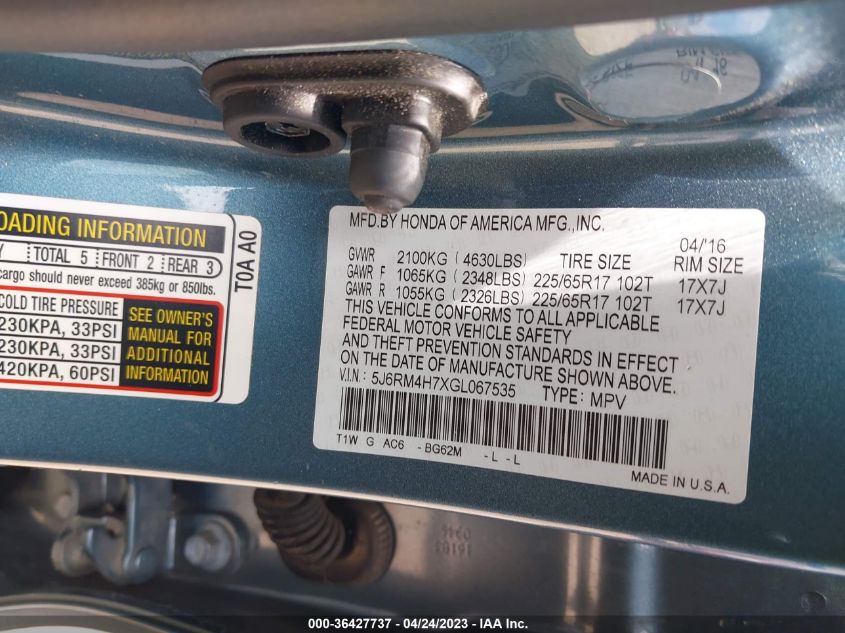 OADING INFORMATION
Y TOTAL 5 FRONT 2 REAR 3
cargo should never exceed 385kg or 850lbs.
COLD TIRE PRESSURE
230KPA, 33PSI
230KPA, 33PSI
420KPA, 60PSI
SEE OWNER'S
MANUAL FOR
ADDITIONAL
INFORMATION
T0A A0
MFD.BY HONDA OF AMERICA MFG.,INC.
04/'16
GVWR 2100KG (4630LBS) TIRE SIZE RIM SIZE
GAWR F 1065KG (2348LBS) 225/65R17 102T 17X7J
GAWR R 1055KG (2326LBS) 225/65R17 102T 17X7J
THIS VEHICLE CONFORMS TO ALL APPLICABLE
FEDERAL MOTOR VEHICLE SAFETY
AND THEFT PREVENTION STANDARDS IN EFFECT
ON THE DATE OF MANUFACTURE SHOWN ABOVE.
V.I.N.: 5J6RM4H7XGL067535 TYPE: MPV
T1W G AC6 -BG62M -L -L
MADE IN U.S.A.
000-36427737 - 04/24/2023 - IAA Inc.